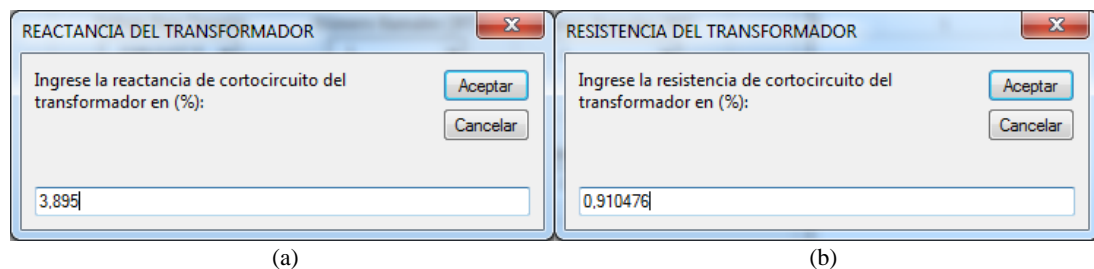 REACTANCIA DEL TRANSFORMADOR
Ingrese la reactancia de cortocircuito del
transformador en (%):
Aceptar
Cancelar
3,895
(a)
RESISTENCIA DEL TRANSFORMADOR
Ingrese la resistencia de cortocircuito del
transformador en (%):
Aceptar
Cancelar
0,910476
(b)